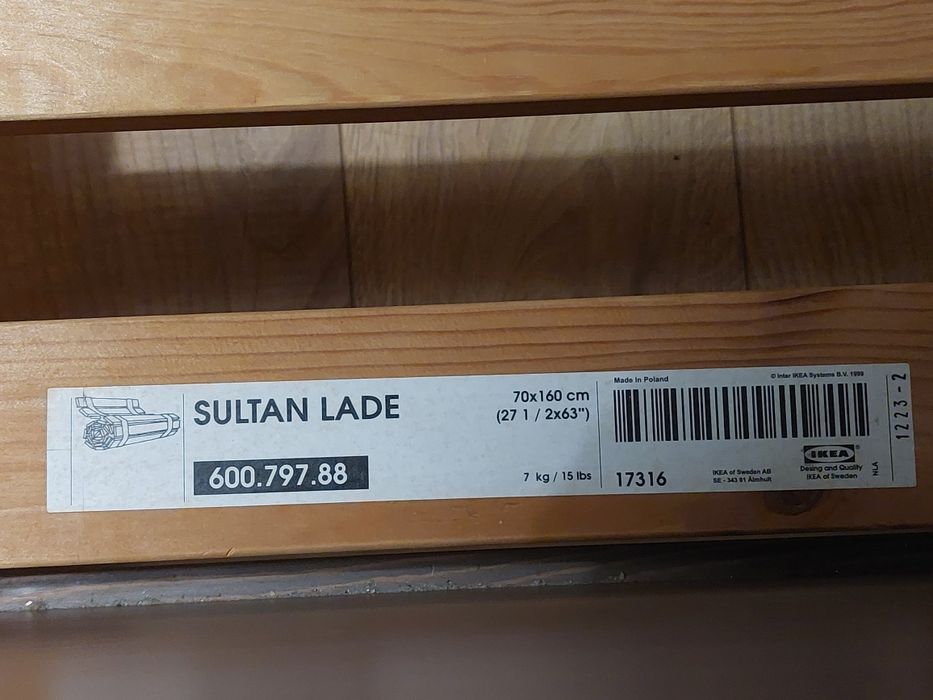 SULTAN LADE
600.797.88
70x160 cm
(27 1 / 2x63")
7 kg / 15 lbs
Made in Poland
© Inter IKEA Systems B.V. 1999
17316
IKEA of Sweden AB
SE - 343 81 Älmhult
IKEA®
Desing and Quality
IKEA of Sweden
NLA
1223-2